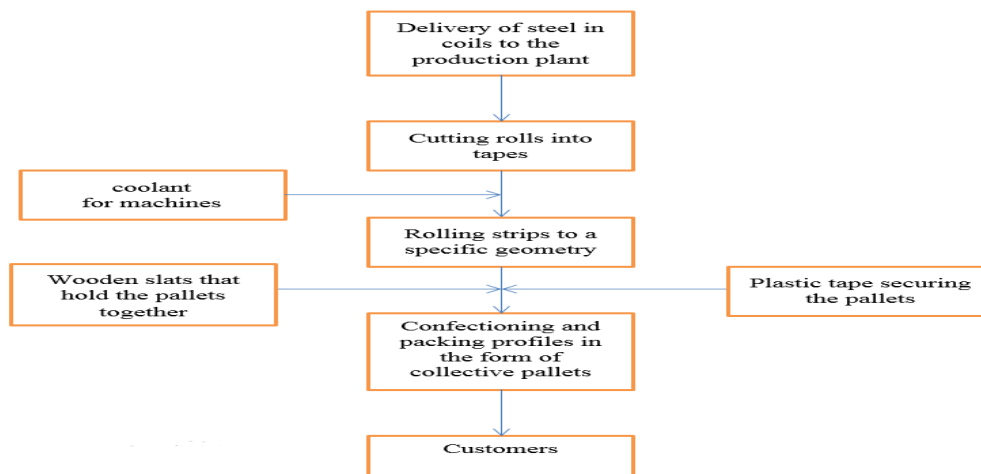 Delivery of steel in
coils to the
production plant
Cutting rolls into
tapes
coolant
for machines
Rolling strips to a
specific geometry
Wooden slats that
hold the pallets
together
Plastic tape securing
the pallets
Confectioning and
packing profiles in
the form of
collective pallets
Customers